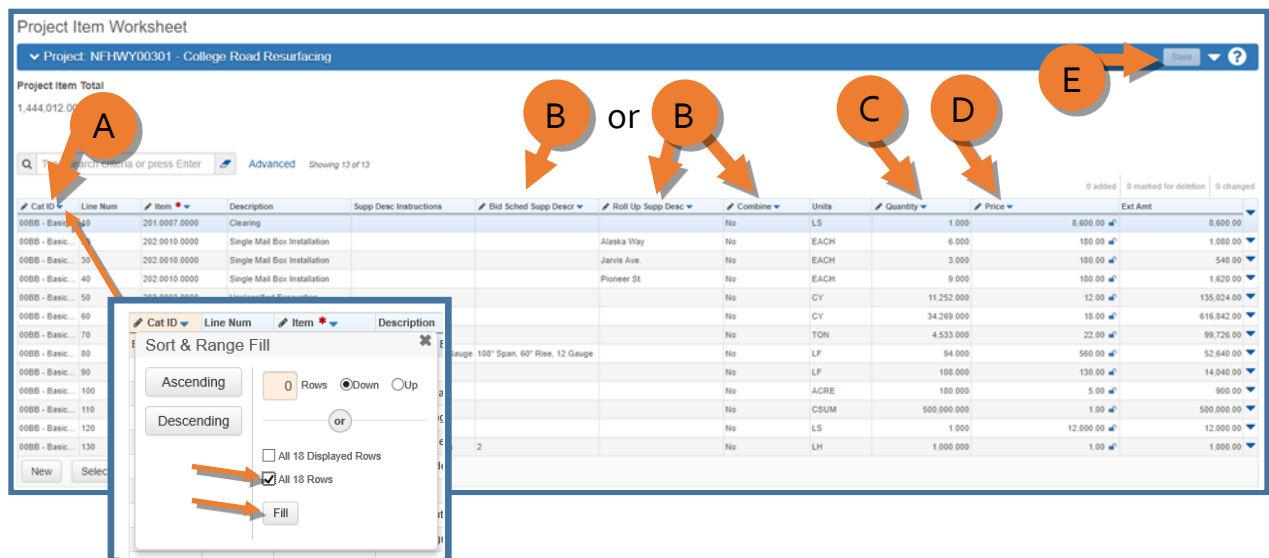 Project Item Worksheet
Project: NFHWY00301 - College Road Resurfacing
Save
?
E
Project Item Total
1,444,012.0
A
B or B
C
D
or press Enter Advanced Showing 13 of 13
0 added 0 marked for deletion 0 changed
Cat ID Line Num Item * Description Supp Desc Instructions Bid Sched Supp Descr Roll Up Supp Desc Combine Units Quantity Price Ext Amt
00BB - Basic... 10 201.0007.0000 Clearing No LS 1.000 8,600.00 8,600.00
00BB - Basic... 202.0010.0000 Single Mail Box Installation Alaska Way No EACH 6.000 180.00 1,080.00
00BB - Basic... 30 202.0010.0000 Single Mail Box Installation Jarvis Ave. No EACH 3.000 180.00 540.00
00BB - Basic... 40 202.0010.0000 Single Mail Box Installation Pioneer St. No EACH 9.000 180.00 1,620.00
00BB - Basic... 50 No CY 11,252.000 12.00 135,024.00
00BB - Basic... 60 No CY 34,269.000 18.00 616,842.00
00BB - Basic... 70 No TON 4,533.000 22.00 99,726.00
00BB - Basic... 80 Gauge 108" Span, 60" Rise, 12 Gauge No LF 94.000 560.00 52,640.00
00BB - Basic... 90 No LF 108.000 130.00 14,040.00
00BB - Basic... 100 No ACRE 180.000 5.00 900.00
00BB - Basic... 110 No CSUM 500,000.000 1.00 500,000.00
00BB - Basic... 120 No LS 1.000 12,000.00 12,000.00
00BB - Basic... 130 2 No LH 1,000.000 1.00 1,000.00
New Selec
Cat ID Line Num Item * Description
Sort & Range Fill
Ascending
0 Rows Down Up
Descending
or
All 18 Displayed Rows
All 18 Rows
Fill